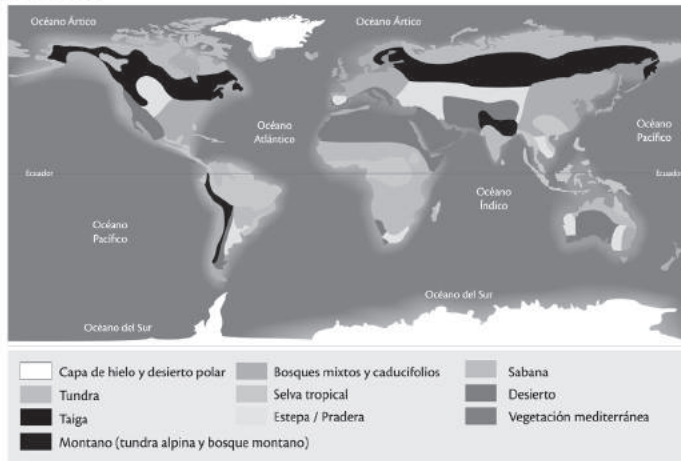 Océano Ártico
Océano Ártico
Océano Atlántico
Océano Pacífico
Ecuador
Ecuador
Océano Índico
Océano Pacífico
Océano del Sur
Océano del Sur
Capa de hielo y desierto polar
Tundra
Taiga
Montano (tundra alpina y bosque montano)
Bosques mixtos y caducifolios
Selva tropical
Estepa / Pradera
Sabana
Desierto
Vegetación mediterránea